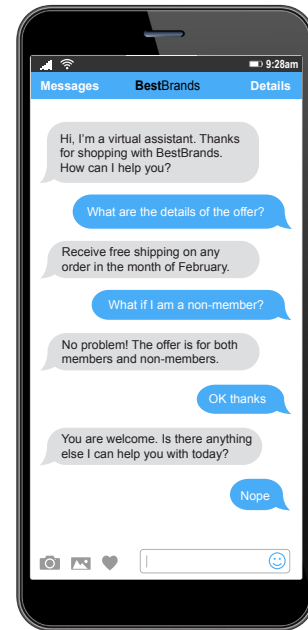 9:28am
Messages BestBrands Details
Hi, I'm a virtual assistant. Thanks
for shopping with BestBrands.
How can I help you?
What are the details of the offer?
Receive free shipping on any
order in the month of February.
What if I am a non-member?
No problem! The offer is for both
members and non-members.
OK thanks
You are welcome. Is there anything
else I can help you with today?
Nope